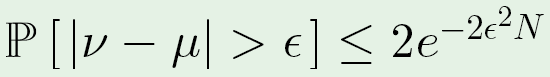 ℙ [ |ν − μ| > ϵ ] ≤ 2e^{−2ϵ²N}